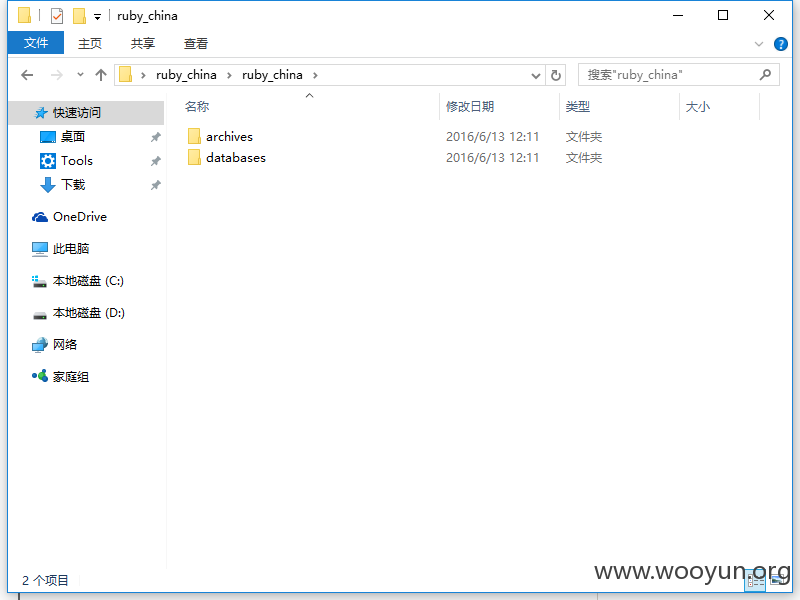 ruby_china
文件 主页 共享 查看
ruby_china ruby_china 搜索"ruby_china"
名称 修改日期 类型 大小
快速访问
桌面
Tools
下载
OneDrive
此电脑
本地磁盘 (C:)
本地磁盘 (D:)
网络
家庭组
archives 2016/6/13 12:11 文件夹
databases 2016/6/13 12:11 文件夹
2 个项目
www.wooyun.org